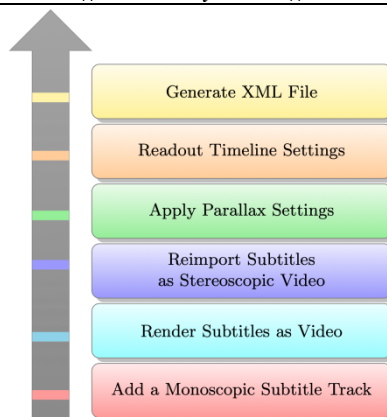 Generate XML File
Readout Timeline Settings
Apply Parallax Settings
Reimport Subtitles
as Stereoscopic Video
Render Subtitles as Video
Add a Monoscopic Subtitle Track